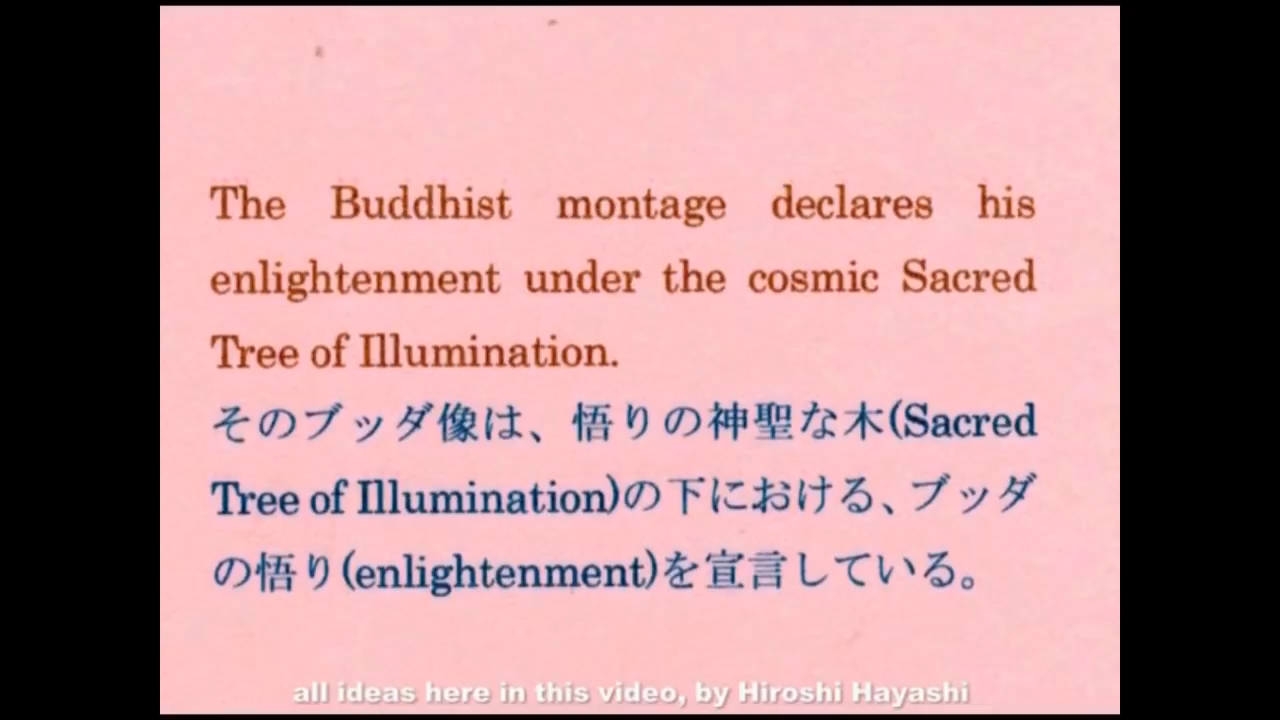 The Buddhist montage declares his
enlightenment under the cosmic Sacred
Tree of Illumination.
そのブッダ像は、悟りの神聖な木(Sacred
Tree of Illumination)の下における、ブッダ
の悟り(enlightenment)を宣言している。
all ideas here in this video, by Hiroshi Hayashi